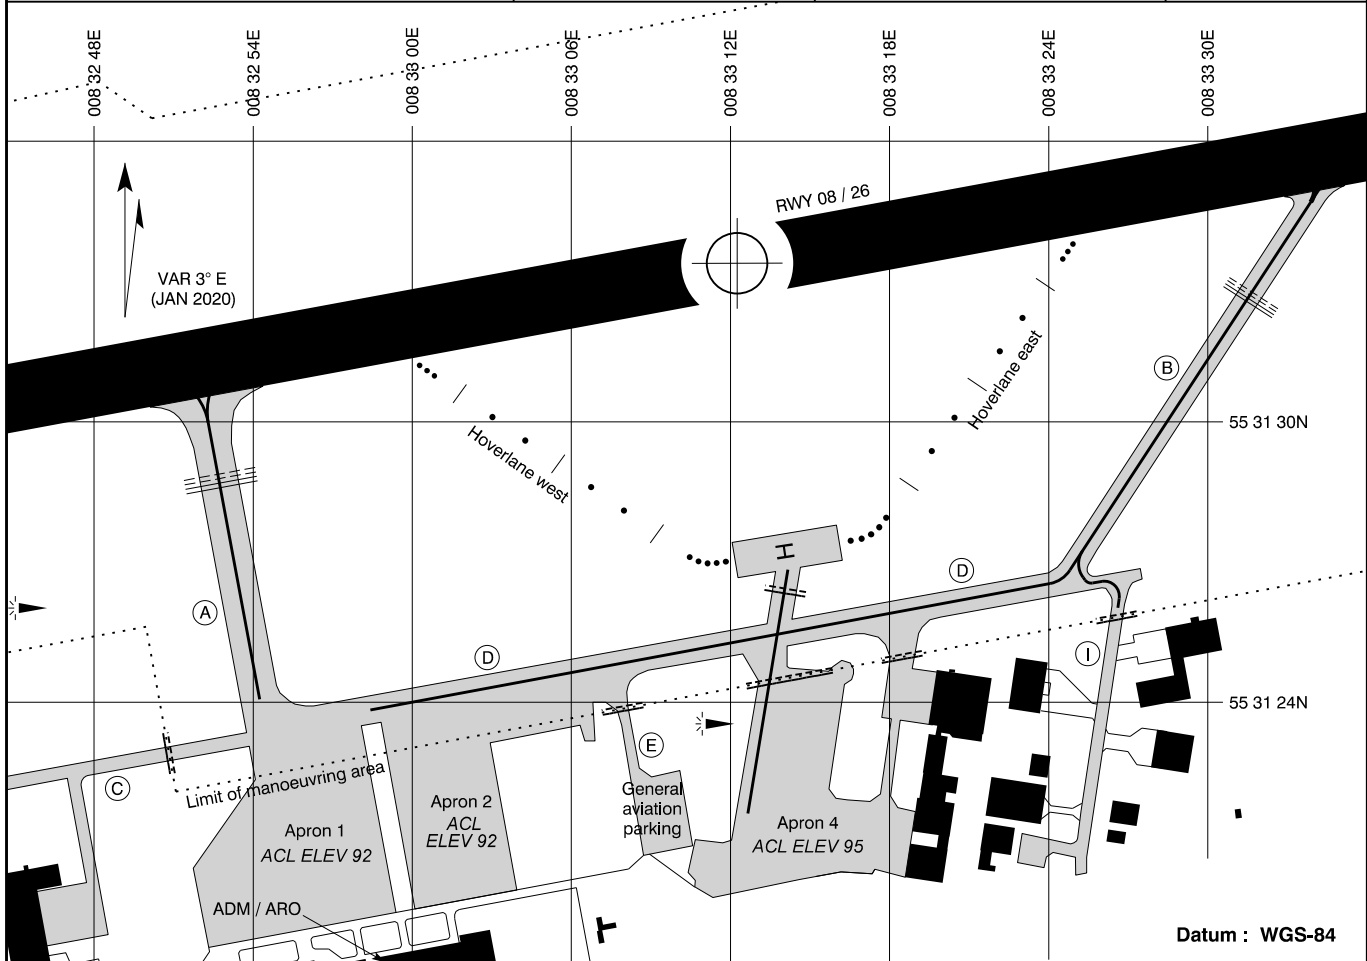 008 32 48E
008 32 54E
008 33 00E
008 33 06E
008 33 12E
008 33 18E
008 33 24E
008 33 30E
RWY 08 / 26
VAR 3° E
(JAN 2020)
Hoverlane east
B
55 31 30N
Hoverlane west
H
D
A
D
I
55 31 24N
E
C
Limit of manoeuvring area
General
aviation
parking
Apron 2
ACL
ELEV 92
Apron 1
ACL ELEV 92
Apron 4
ACL ELEV 95
ADM / ARO
Datum : WGS-84